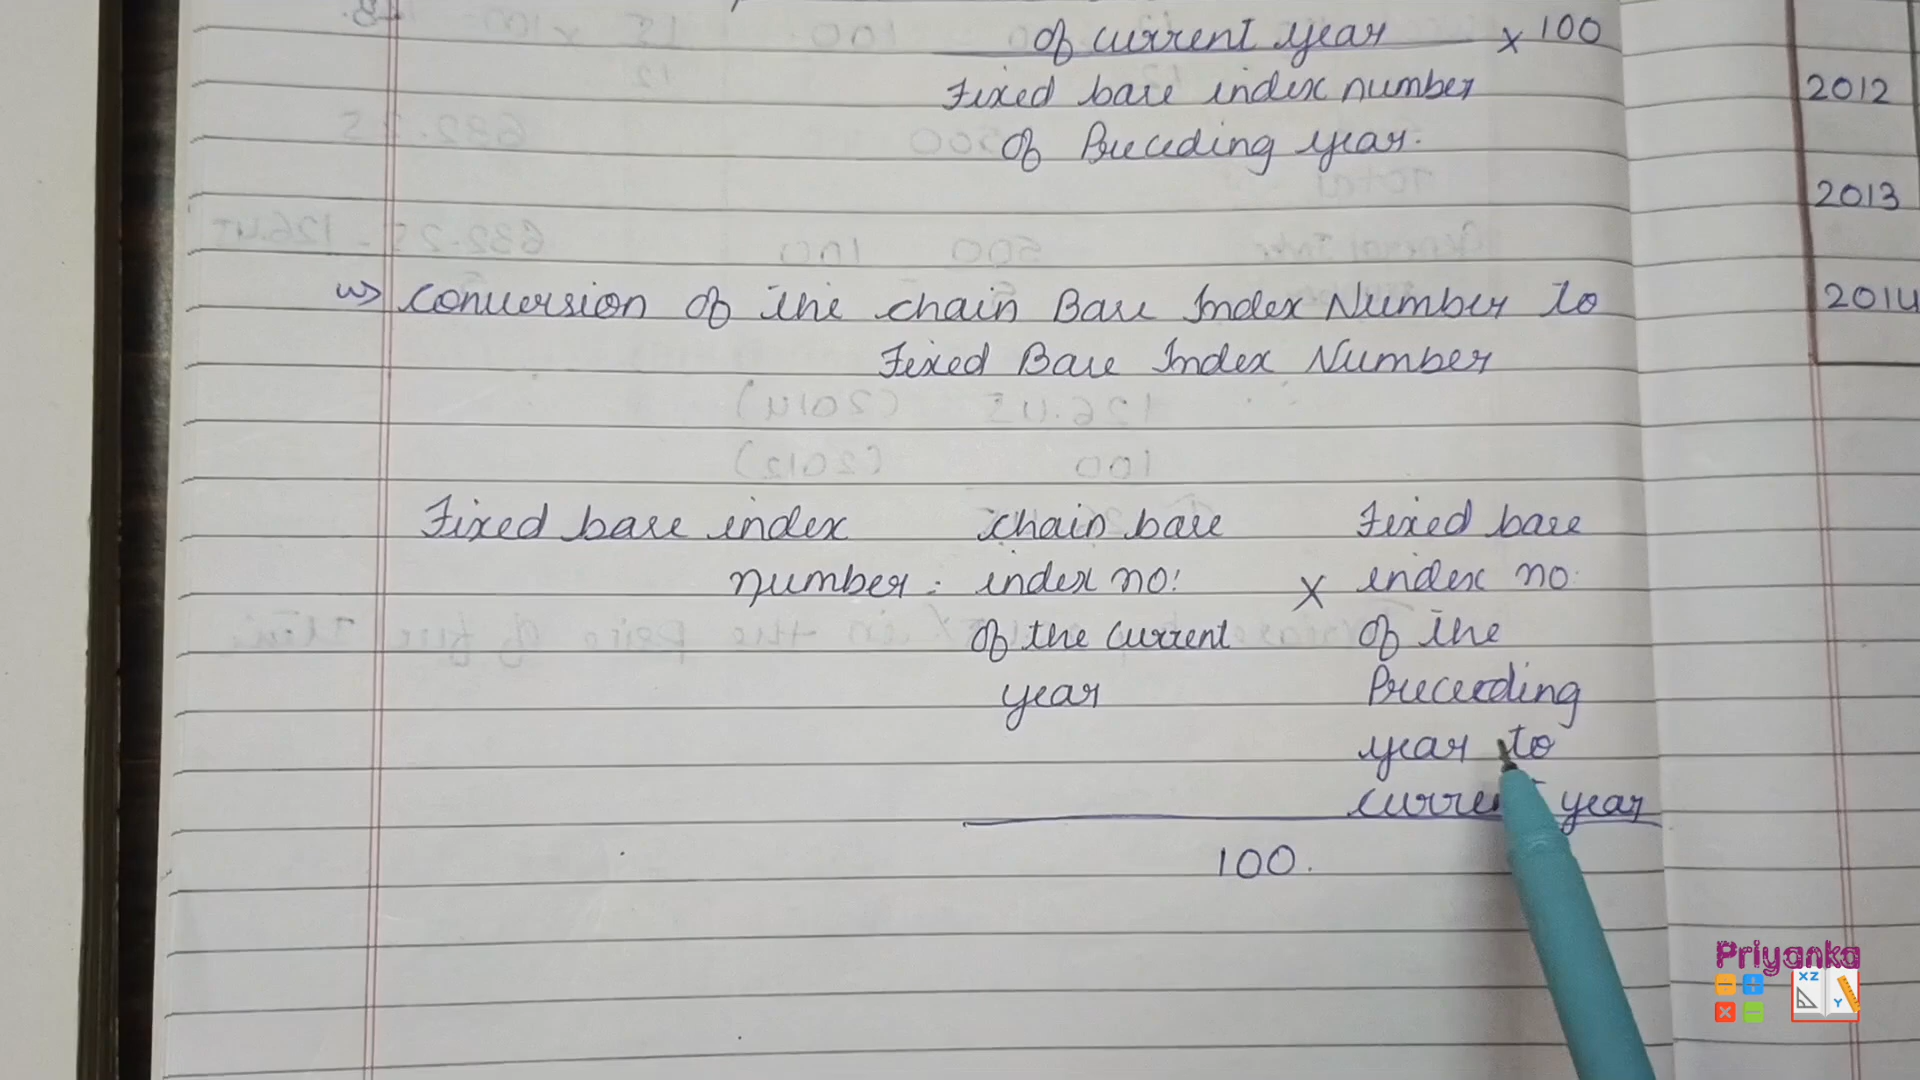 of current year × 100
Fixed base index number
of Preceding year.
2012
2013
2014
Conversion of the chain Base Index Number to
Fixed Base Index Number
Fixed base index chain base Fixed base
number = index no. × index no.
of the current of the
year Preceeding
year to
current year
100.
Priyanka
XZ
Y